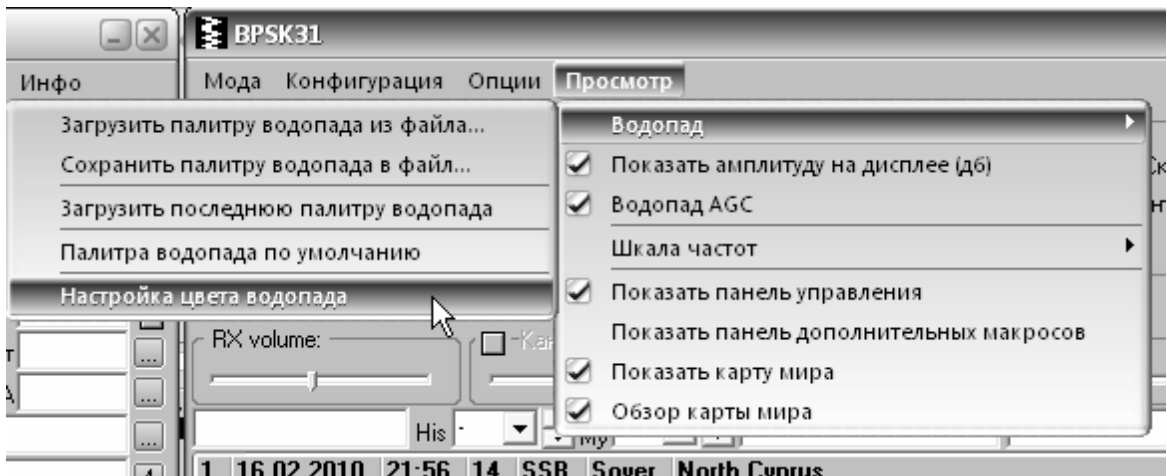 BPSK31
Инфо
Мода Конфигурация Опции Просмотр
Загрузить палитру водопада из файла...
Сохранить палитру водопада в файл...
Загрузить последнюю палитру водопада
Палитра водопада по умолчанию
Настройка цвета водопада
Водопад
Показать амплитуду на дисплее (дб)
Водопад AGC
Шкала частот
Показать панель управления
Показать панель дополнительных макросов
Показать карту мира
Обзор карты мира
RX volume:
...
...
...
His - My
1 16.02.2010 21:56 14 SSB Sover North Cyprus